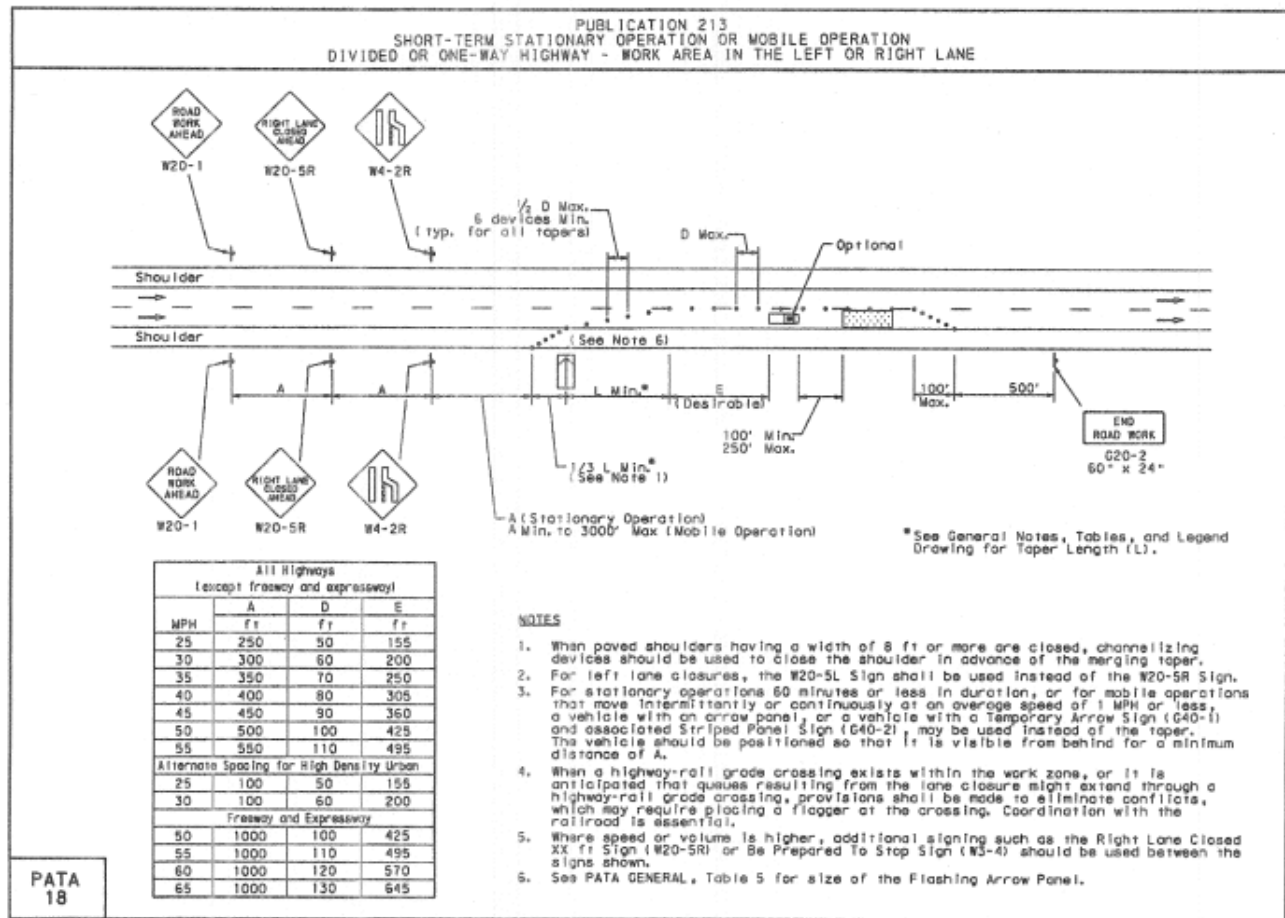 PUBLICATION 213
SHORT-TERM STATIONARY OPERATION OR MOBILE OPERATION
DIVIDED OR ONE-WAY HIGHWAY - WORK AREA IN THE LEFT OR RIGHT LANE
ROAD
WORK
AHEAD
W20-1
RIGHT LANE
CLOSED
AHEAD
W20-5R
W4-2R
1/2 D Max.
6 devices Min.
(typ. for all tapers)
D Max.
Optional
Shoulder
Shoulder
(See Note 6)
A
A
L Min.*
E
(Desirable)
100' Min.
250' Max.
100'
Max.
500'
END
ROAD WORK
G20-2
60" x 24"
1/3 L Min.*
(See Note 1)
ROAD
WORK
AHEAD
W20-1
RIGHT LANE
CLOSED
AHEAD
W20-5R
W4-2R
A (Stationary Operation)
A Min. to 3000' Max (Mobile Operation)
*See General Notes, Tables, and Legend
Drawing for Taper Length (L).
All Highways
(except freeway and expressway)
MPH A D E
ft ft ft
25 250 50 155
30 300 60 200
35 350 70 250
40 400 80 305
45 450 90 360
50 500 100 425
55 550 110 495
Alternate Spacing for High Density Urban
25 100 50 155
30 100 60 200
Freeway and Expressway
50 1000 100 425
55 1000 110 495
60 1000 120 570
65 1000 130 645
NOTES
1. When paved shoulders having a width of 8 ft or more are closed, channelizing
devices should be used to close the shoulder in advance of the merging taper.
2. For left lane closures, the W20-5L Sign shall be used instead of the W20-5R Sign.
3. For stationary operations 60 minutes or less in duration, or for mobile operations
that move intermittently or continuously at an average speed of 1 MPH or less,
a vehicle with an arrow panel, or a vehicle with a Temporary Arrow Sign (G40-1)
and associated Striped Panel Sign (G40-2), may be used instead of the taper.
The vehicle should be positioned so that it is visible from behind for a minimum
distance of A.
4. When a highway-rail grade crossing exists within the work zone, or it is
anticipated that queues resulting from the lane closure might extend through a
highway-rail grade crossing, provisions shall be made to eliminate conflicts,
which may require placing a flagger at the crossing. Coordination with the
railroad is essential.
5. Where speed or volume is higher, additional signing such as the Right Lane Closed
XX ft Sign (W20-5R) or Be Prepared To Stop Sign (W3-4) should be used between the
signs shown.
6. See PATA GENERAL, Table 5 for size of the Flashing Arrow Panel.
PATA
18